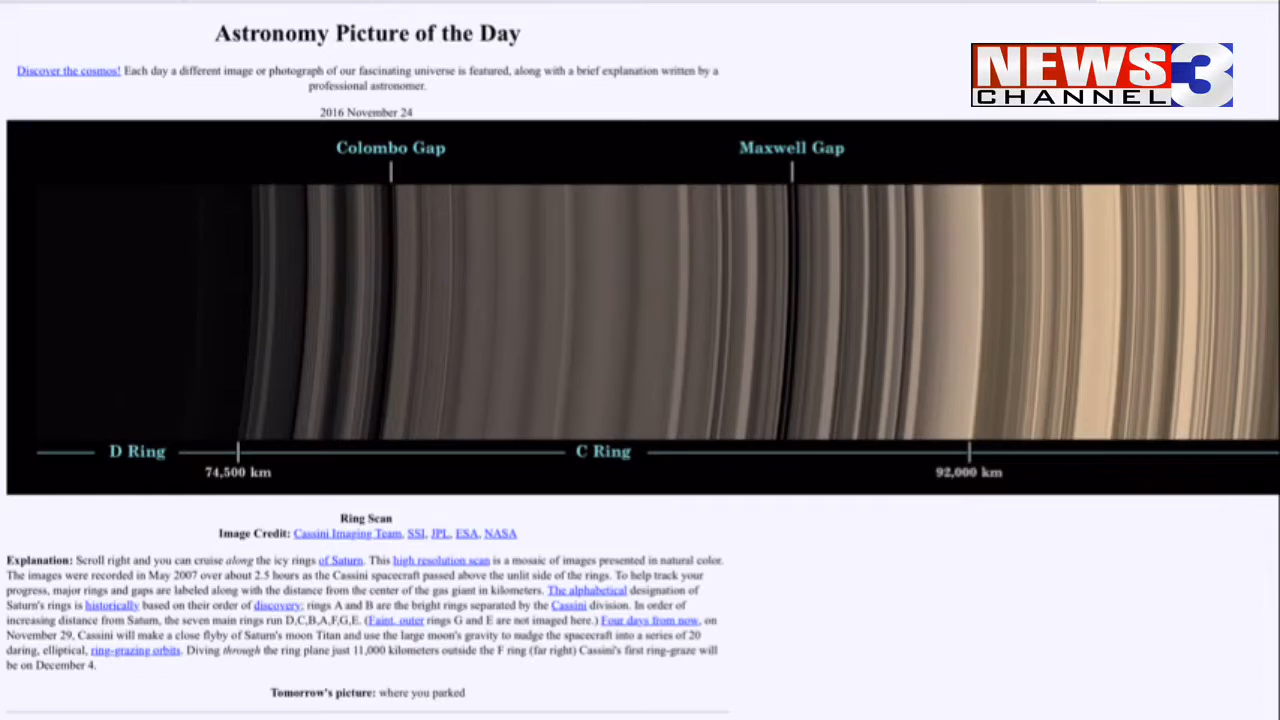 Astronomy Picture of the Day
Discover the cosmos! Each day a different image or photograph of our fascinating universe is featured, along with a brief explanation written by a
professional astronomer.
2016 November 24
NEWS 3
CHANNEL
Colombo Gap
Maxwell Gap
D Ring
C Ring
74,500 km
92,000 km
Ring Scan
Image Credit: Cassini Imaging Team, SSI, JPL, ESA, NASA
Explanation: Scroll right and you can cruise along the icy rings of Saturn. This high resolution scan is a mosaic of images presented in natural color.
The images were recorded in May 2007 over about 2.5 hours as the Cassini spacecraft passed above the unlit side of the rings. To help track your
progress, major rings and gaps are labeled along with the distance from the center of the gas giant in kilometers. The alphabetical designation of
Saturn's rings is historically based on their order of discovery; rings A and B are the bright rings separated by the Cassini division. In order of
increasing distance from Saturn, the seven main rings run D,C,B,A,F,G,E. (Faint, outer rings G and E are not imaged here.) Four days from now, on
November 29, Cassini will make a close flyby of Saturn's moon Titan and use the large moon's gravity to nudge the spacecraft into a series of 20
daring, elliptical, ring-grazing orbits. Diving through the ring plane just 11,000 kilometers outside the F ring (far right) Cassini's first ring-graze will
be on December 4.
Tomorrow's picture: where you parked